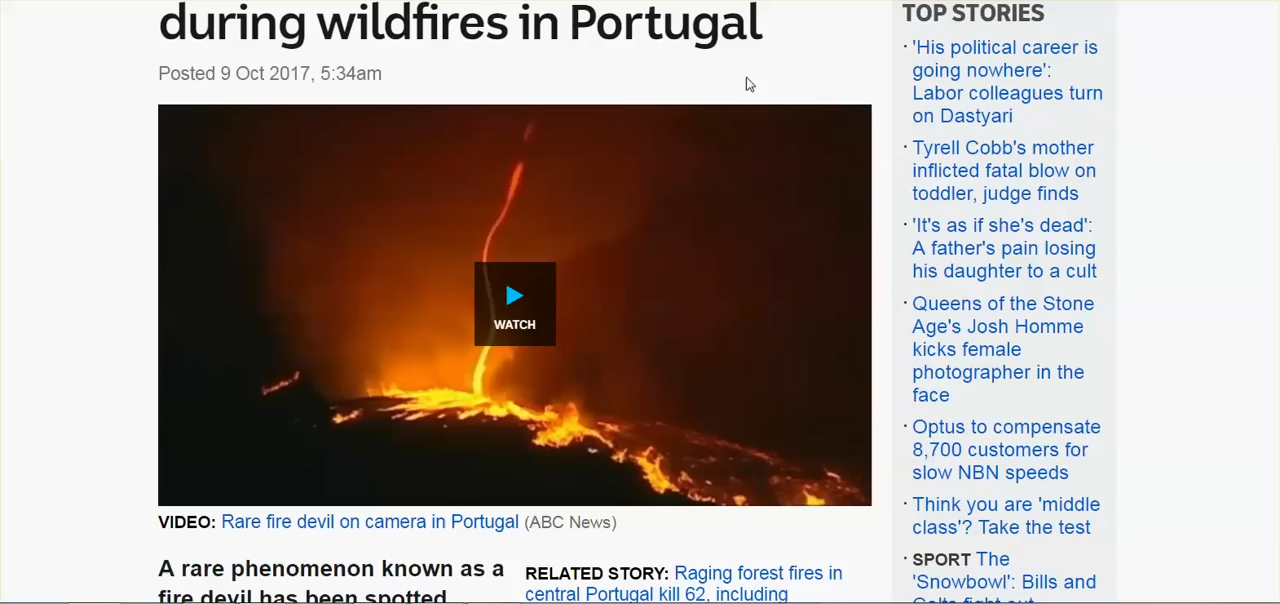 during wildfires in Portugal
Posted 9 Oct 2017, 5:34am
WATCH
VIDEO: Rare fire devil on camera in Portugal (ABC News)
A rare phenomenon known as a
fire devil has been spotted
RELATED STORY: Raging forest fires in
central Portugal kill 62, including
TOP STORIES
'His political career is
going nowhere':
Labor colleagues turn
on Dastyari
Tyrell Cobb's mother
inflicted fatal blow on
toddler, judge finds
'It's as if she's dead':
A father's pain losing
his daughter to a cult
Queens of the Stone
Age's Josh Homme
kicks female
photographer in the
face
Optus to compensate
8,700 customers for
slow NBN speeds
Think you are 'middle
class'? Take the test
SPORT The
'Snowbowl': Bills and
Colts fight out